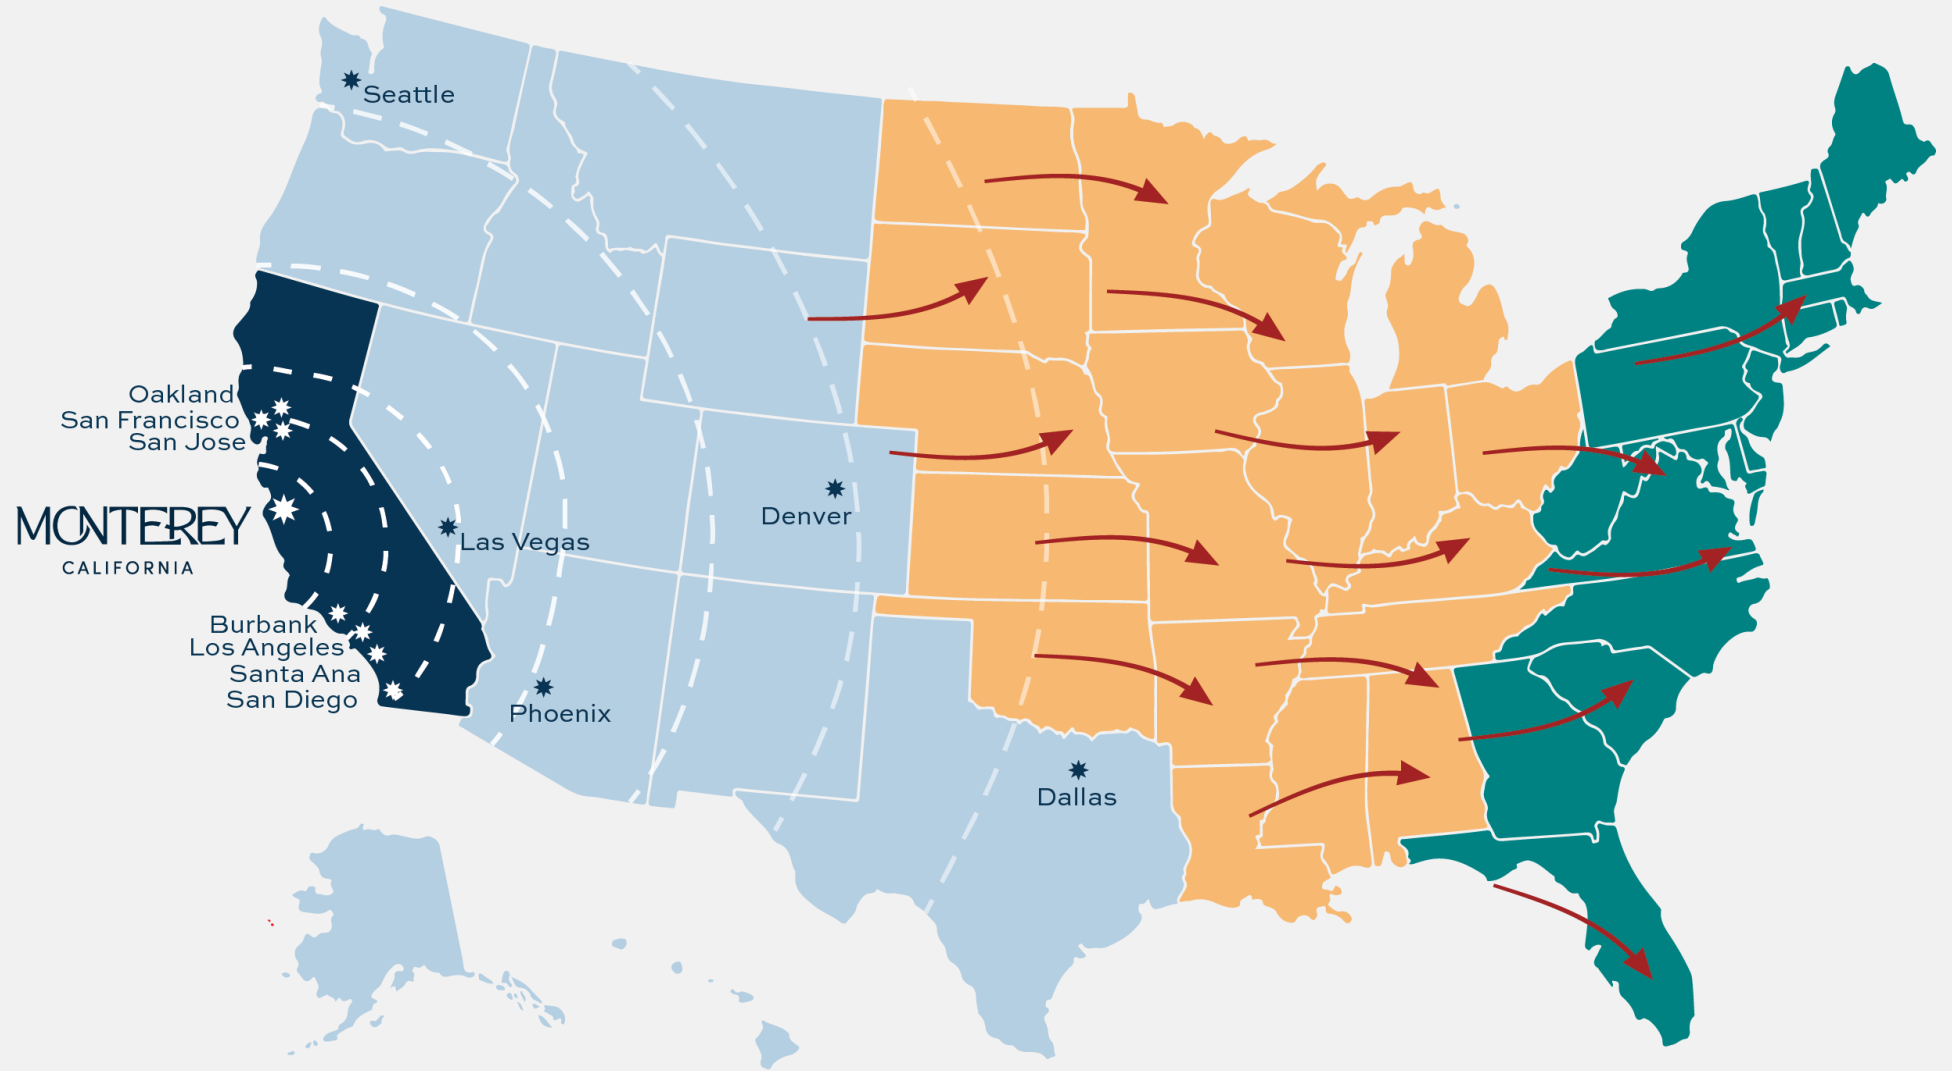 Seattle
Oakland
San Francisco
San Jose
MONTEREY
CALIFORNIA
Las Vegas
Denver
Burbank
Los Angeles
Santa Ana
San Diego
Phoenix
Dallas